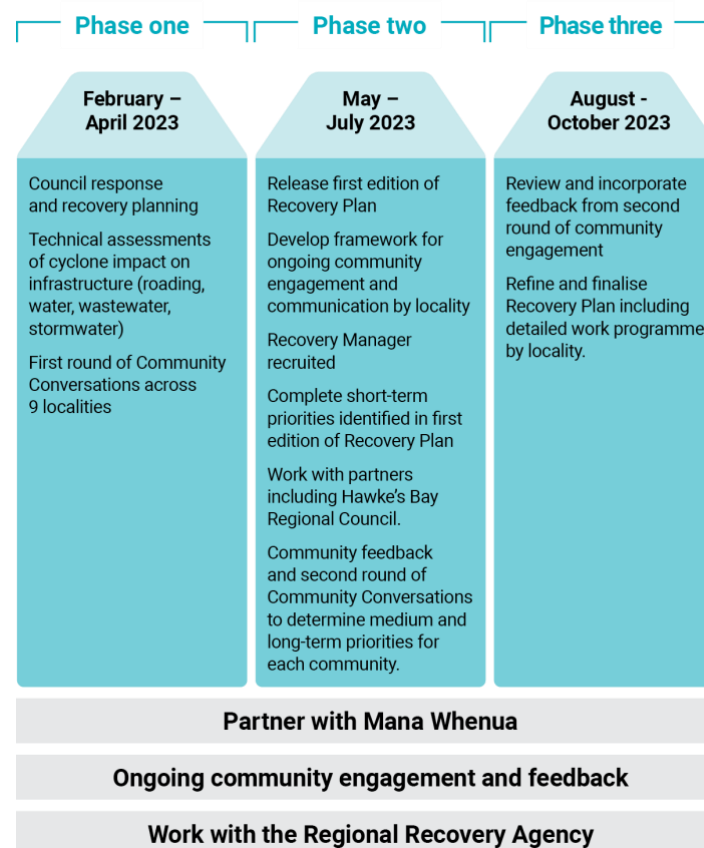 Phase one
Phase two
Phase three
February –
April 2023
Council response
and recovery planning
Technical assessments
of cyclone impact on
infrastructure (roading,
water, wastewater,
stormwater)
First round of Community
Conversations across
9 localities
May –
July 2023
Release first edition of
Recovery Plan
Develop framework for
ongoing community
engagement and
communication by locality
Recovery Manager
recruited
Complete short-term
priorities identified in first
edition of Recovery Plan
Work with partners
including Hawke’s Bay
Regional Council.
Community feedback
and second round of
Community Conversations
to determine medium and
long-term priorities for
each community.
August -
October 2023
Review and incorporate
feedback from second
round of community
engagement
Refine and finalise
Recovery Plan including
detailed work programme
by locality.
Partner with Mana Whenua
Ongoing community engagement and feedback
Work with the Regional Recovery Agency